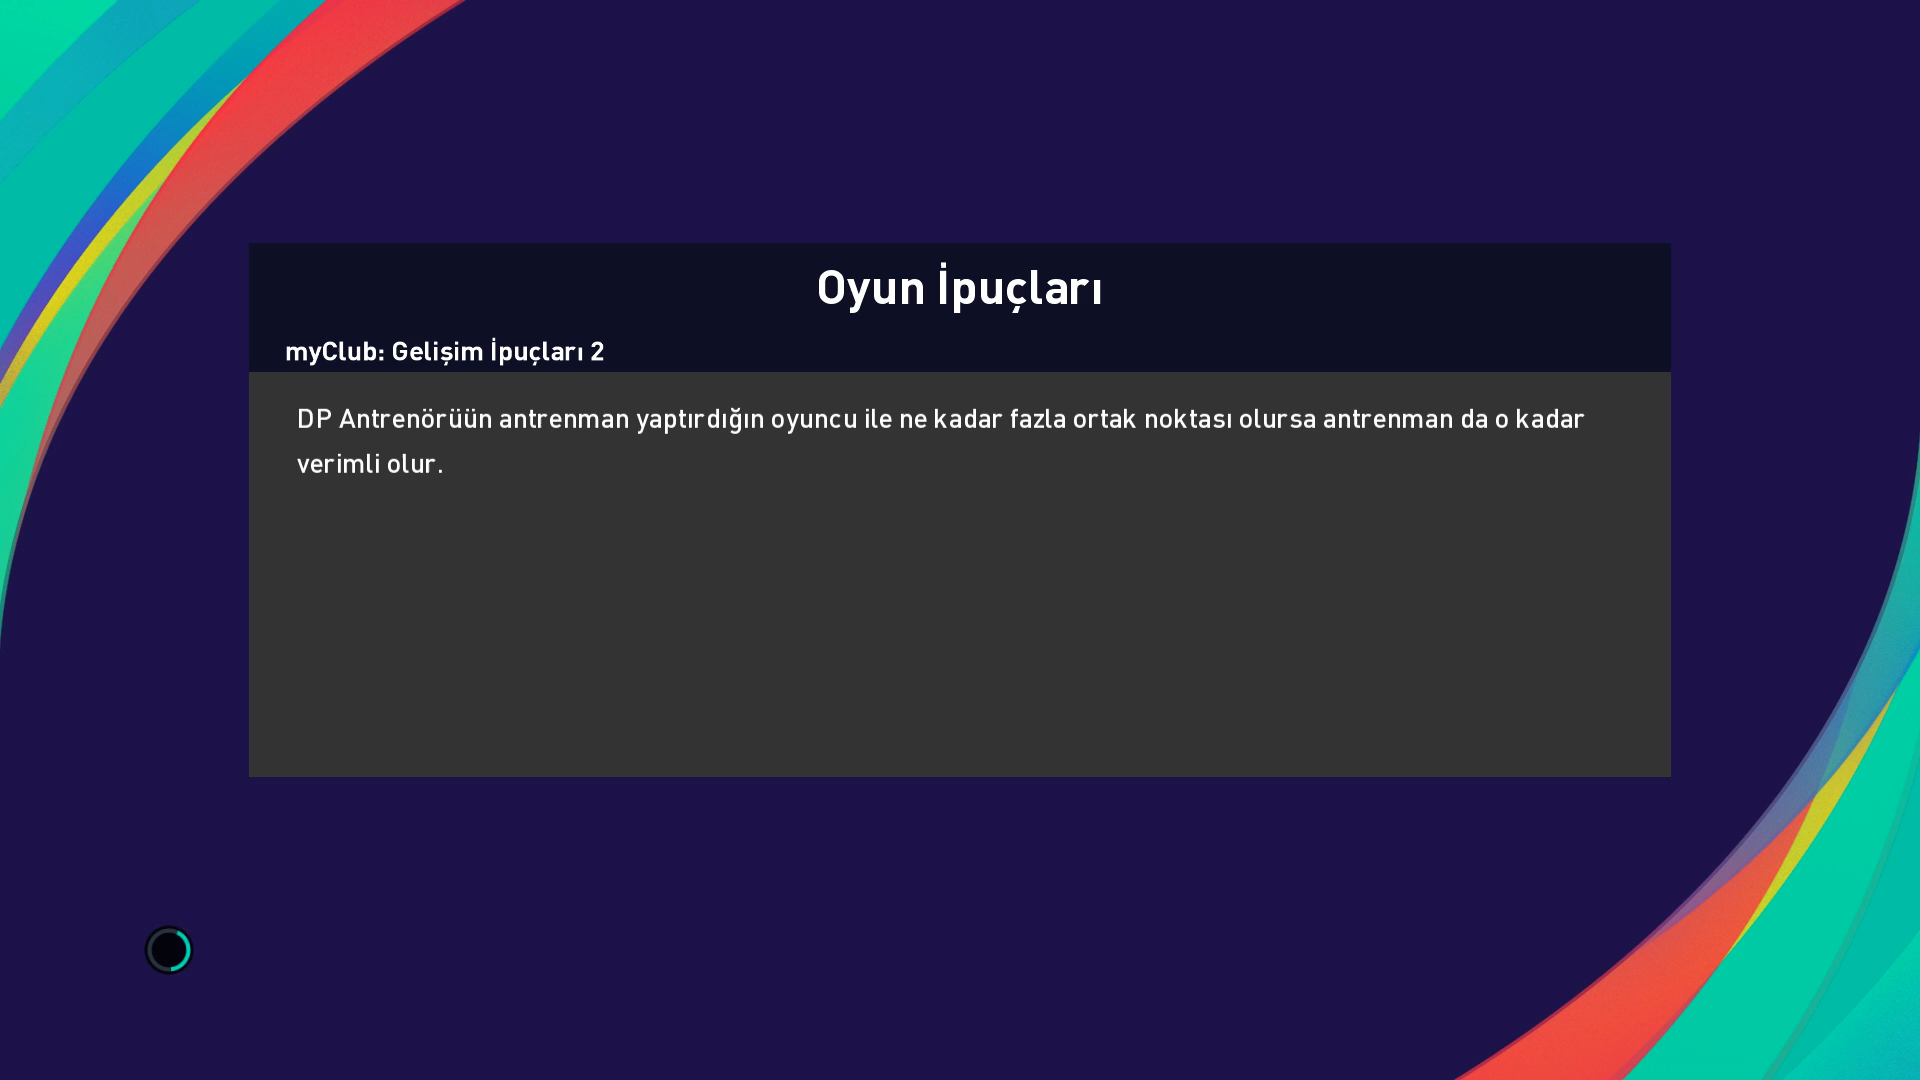 Oyun İpuçları
myClub: Gelişim İpuçları 2
DP Antrenörüün antrenman yaptırdığın oyuncu ile ne kadar fazla ortak noktası olursa antrenman da o kadar
verimli olur.